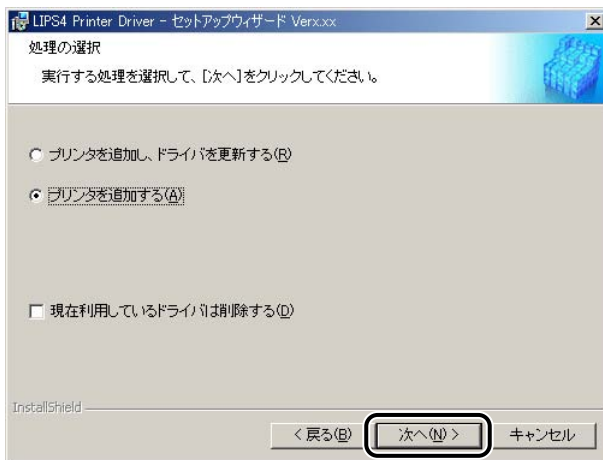 LIPS4 Printer Driver - セットアップウィザード Verx.xx
処理の選択
実行する処理を選択して、[次へ]をクリックしてください。
プリンタを追加し、ドライバを更新する(R)
プリンタを追加する(A)
現在利用しているドライバは削除する(D)
InstallShield
< 戻る(B) 次へ(N) > キャンセル